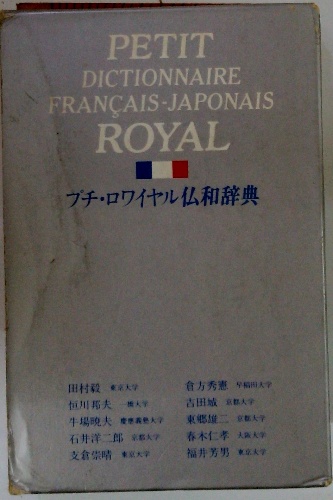 PETIT
DICTIONNAIRE
FRANÇAIS-JAPONAIS
ROYAL
プチ・ロワイヤル仏和辞典
田村毅 東京大学
倉方秀憲 早稲田大学
恒川邦夫 一橋大学
吉田城 京都大学
牛場暁夫 慶應義塾大学
東郷雄二 京都大学
石井洋二郎 京都大学
春木仁孝 大阪大学
支倉崇晴 東京大学
福井芳男 東京大学